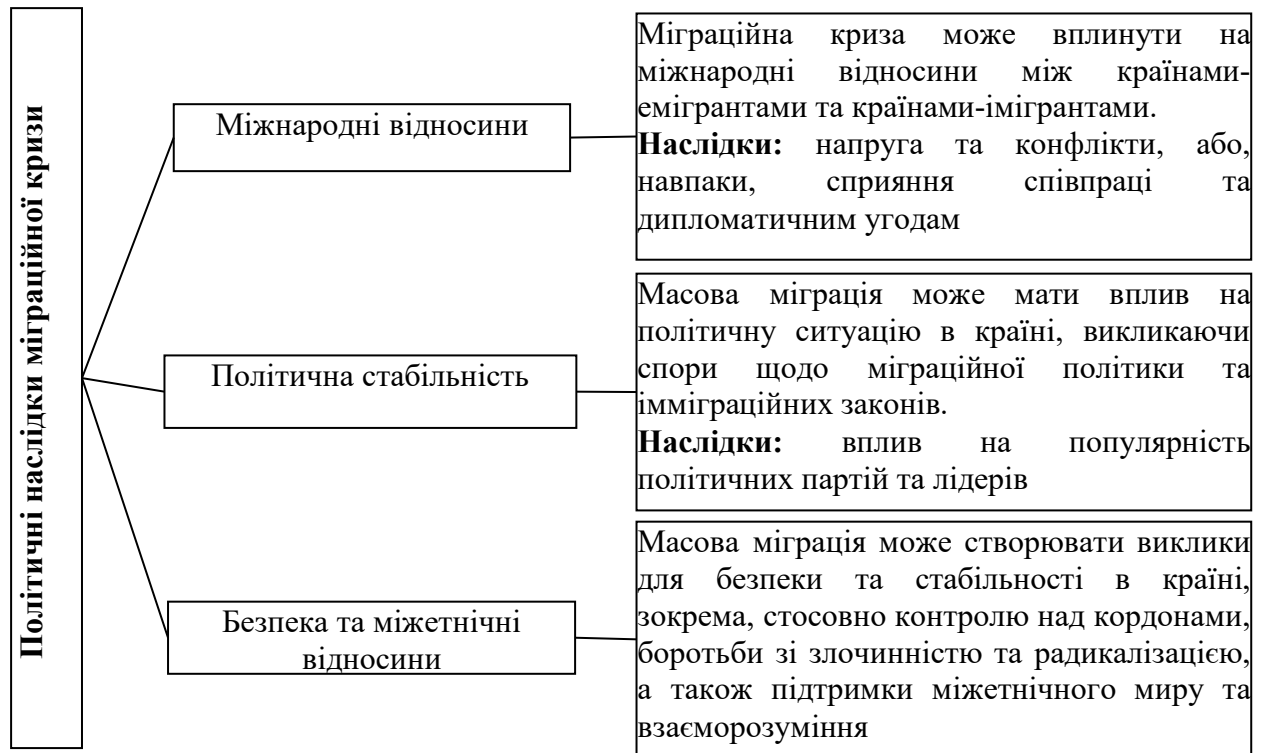 Політичні наслідки міграційної кризи
Міжнародні відносини
Міграційна криза може вплинути на
міжнародні відносини між країнами-
емігрантами та країнами-імігрантами.
Наслідки: напруга та конфлікти, або,
навпаки, сприяння співпраці та
дипломатичним угодам
Політична стабільність
Масова міграція може мати вплив на
політичну ситуацію в країні, викликаючи
спори щодо міграційної політики та
імміграційних законів.
Наслідки: вплив на популярність
політичних партій та лідерів
Безпека та міжетнічні
відносини
Масова міграція може створювати виклики
для безпеки та стабільності в країні,
зокрема, стосовно контролю над кордонами,
боротьби зі злочинністю та радикалізацією,
а також підтримки міжетнічного миру та
взаєморозуміння